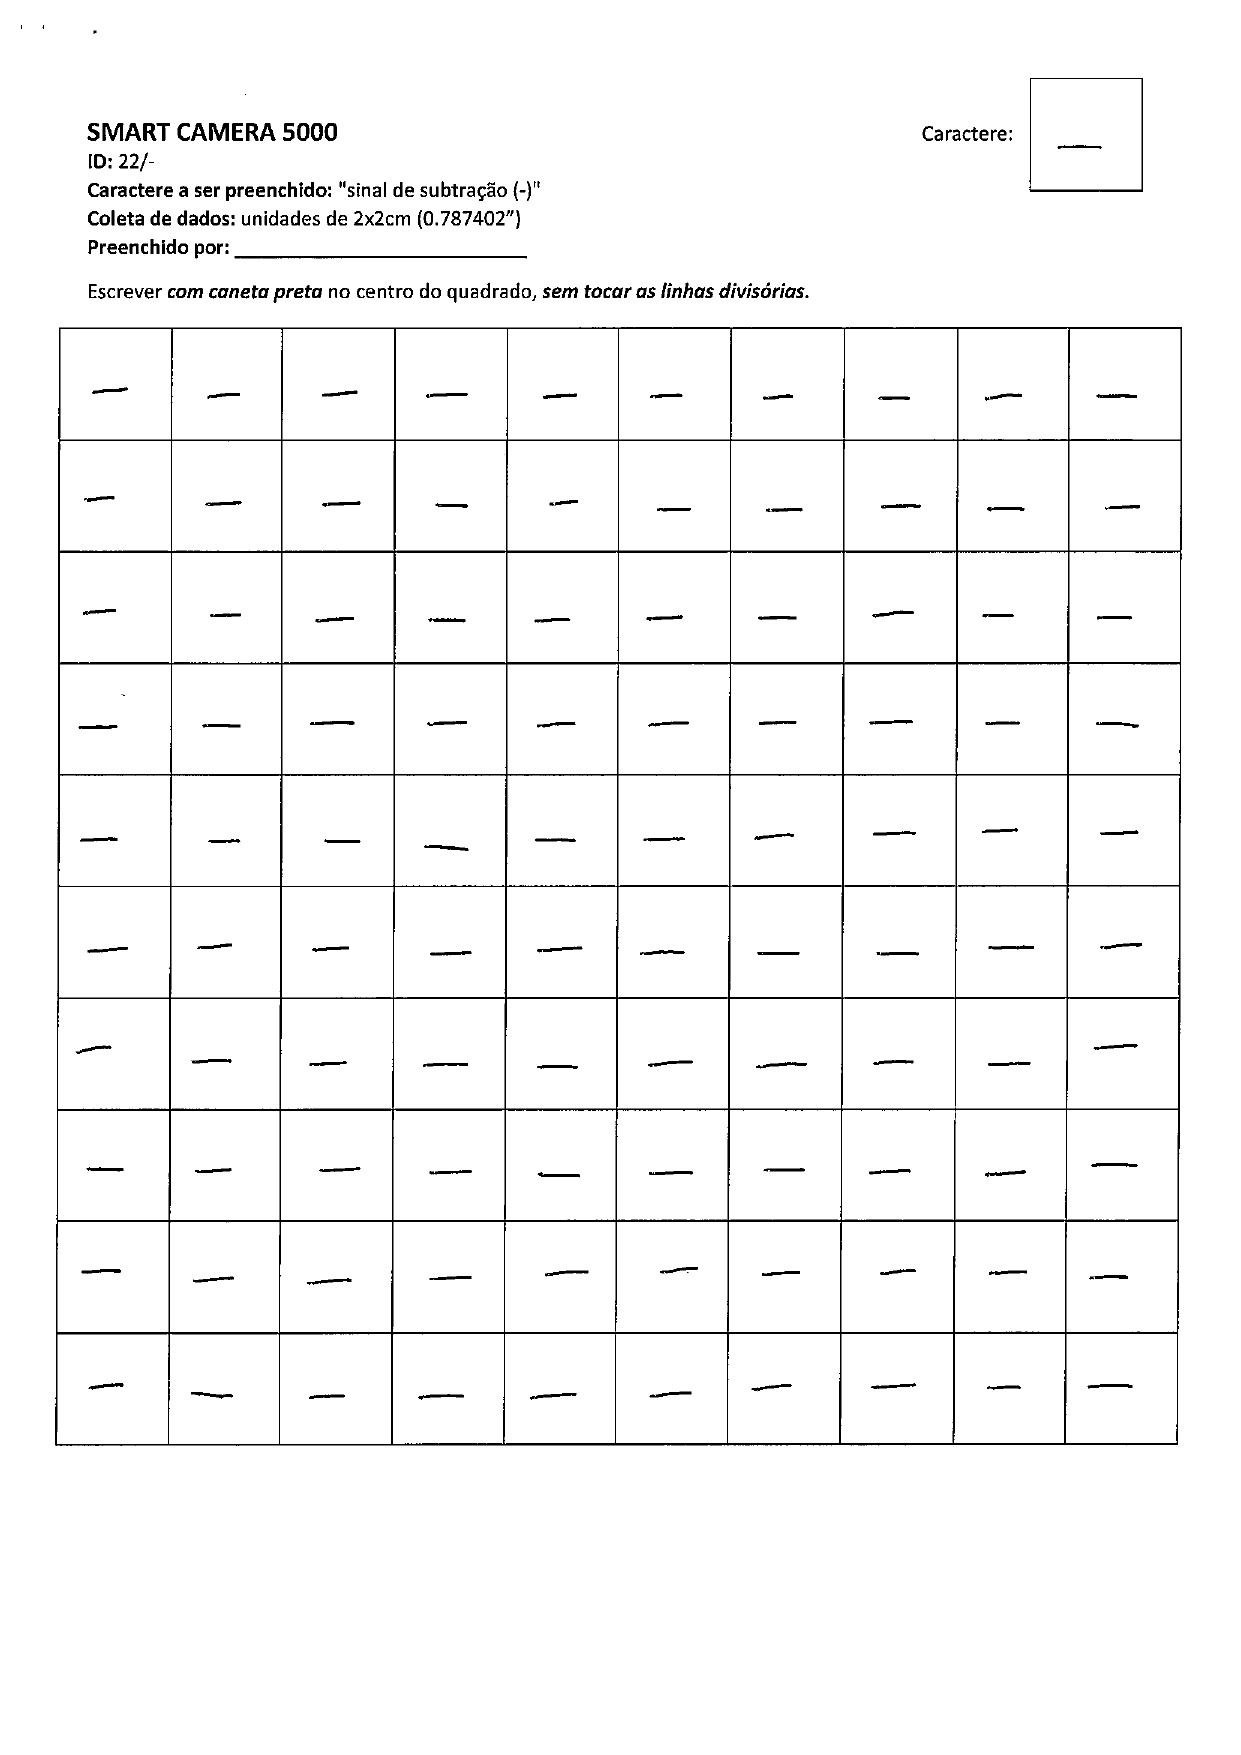 SMART CAMERA 5000
ID: 22/-
Caractere a ser preenchido: "sinal de subtração (-)"
Coleta de dados: unidades de 2x2cm (0.787402”)
Preenchido por: ____________________________
Caractere:
—
Escrever com caneta preta no centro do quadrado, sem tocar as linhas divisórias.
— — — — — — — — — —
— — — — — — — — — —
— — — — — — — — — —
— — — — — — — — — —
— — — — — — — — — —
— — — — — — — — — —
— — — — — — — — — —
— — — — — — — — — —
— — — — — — — — — —
— — — — — — — — — —